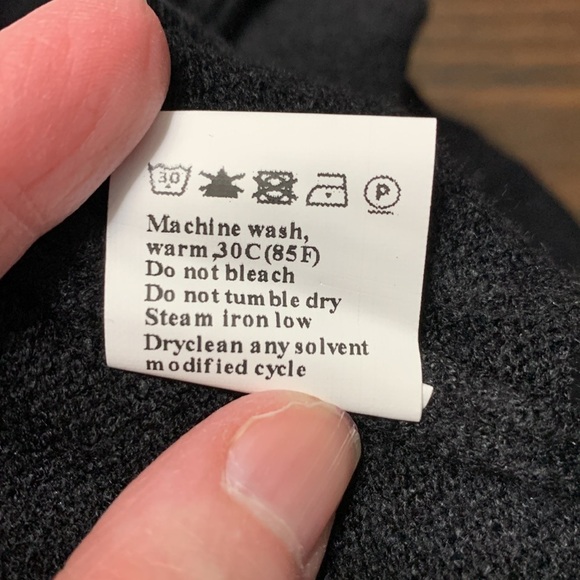 30 P
Machine wash,
warm,30C(85F)
Do not bleach
Do not tumble dry
Steam iron low
Dryclean any solvent
modified cycle